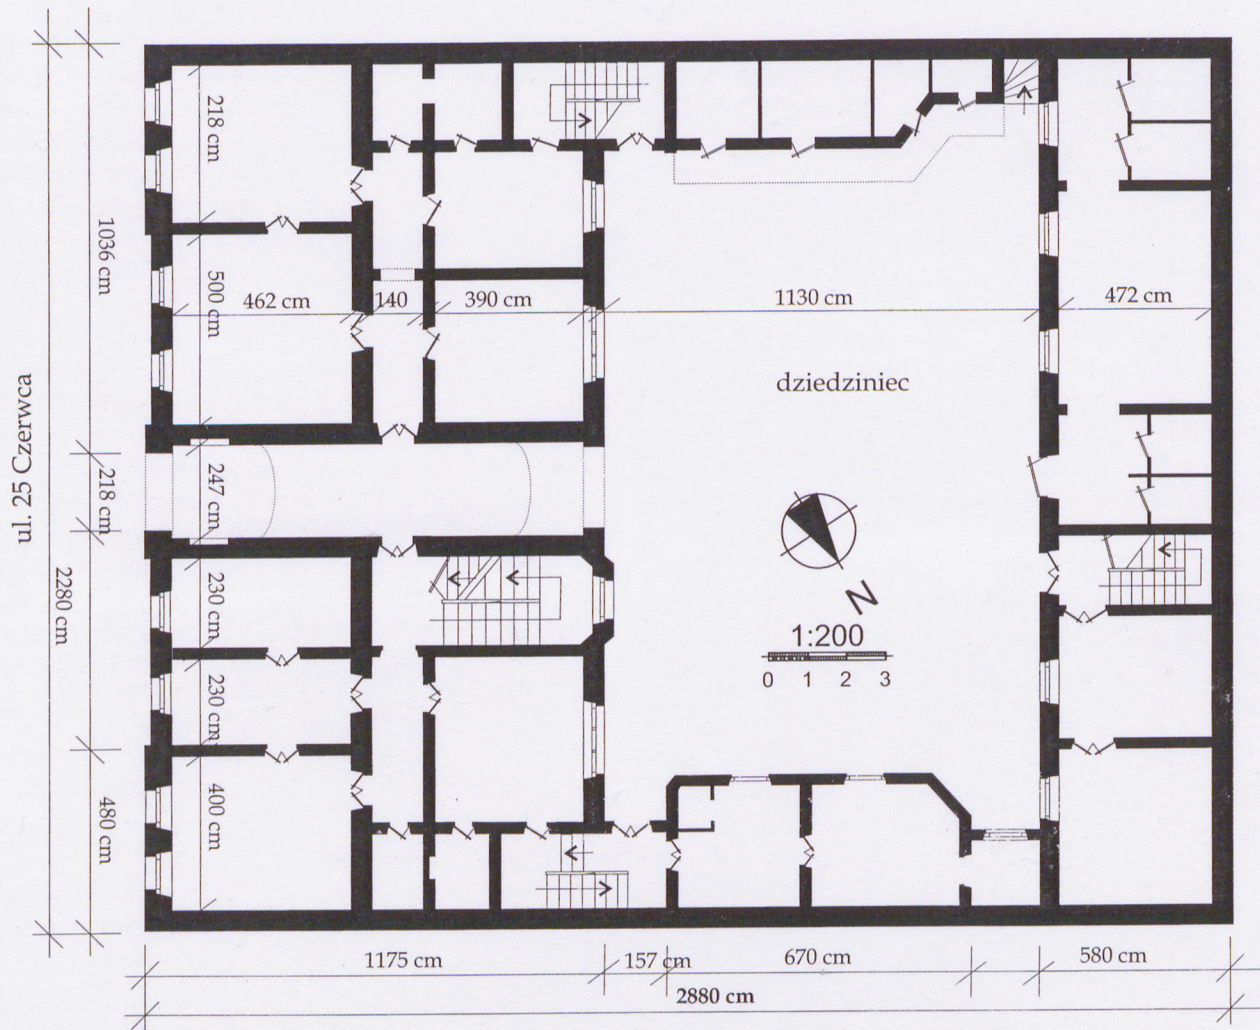 218 cm
1036 cm
500 cm
462 cm
140
390 cm
1130 cm
472 cm
dziedziniec
ul. 25 Czerwca
247 cm
218 cm
2280 cm
230 cm
N
1:200
0 1 2 3
230 cm
480 cm
400 cm
1175 cm
157 cm
670 cm
580 cm
2880 cm